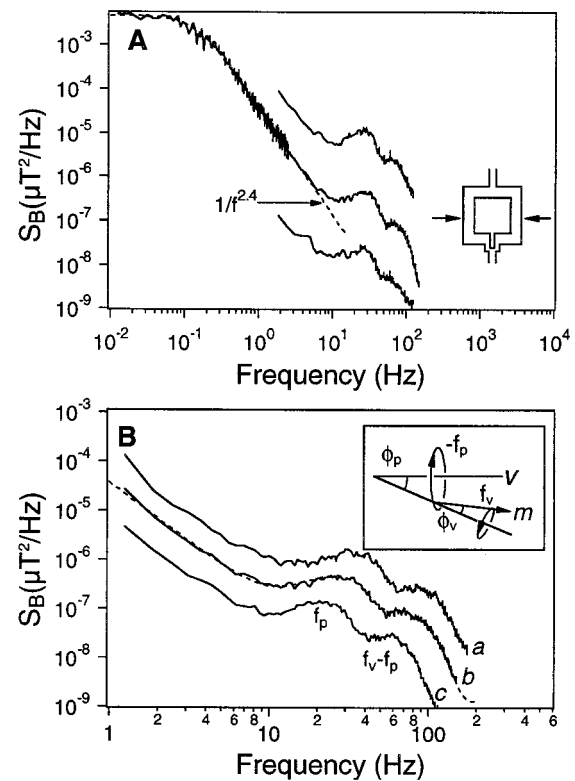 A
S_B(μT²/Hz)
10⁻³
10⁻⁴
10⁻⁵
10⁻⁶
10⁻⁷
10⁻⁸
10⁻⁹
1/f^2.4
10⁻² 10⁻¹ 10⁰ 10¹ 10² 10³ 10⁴
Frequency (Hz)
B
S_B(μT²/Hz)
10⁻³
10⁻⁴
10⁻⁵
10⁻⁶
10⁻⁷
10⁻⁸
10⁻⁹
ϕ_p
-f_p
v
f_v
m
ϕ_v
f_p
f_v-f_p
a
b
c
1 2 4 6 8 10 2 4 6 8 100 2 4 6
Frequency (Hz)